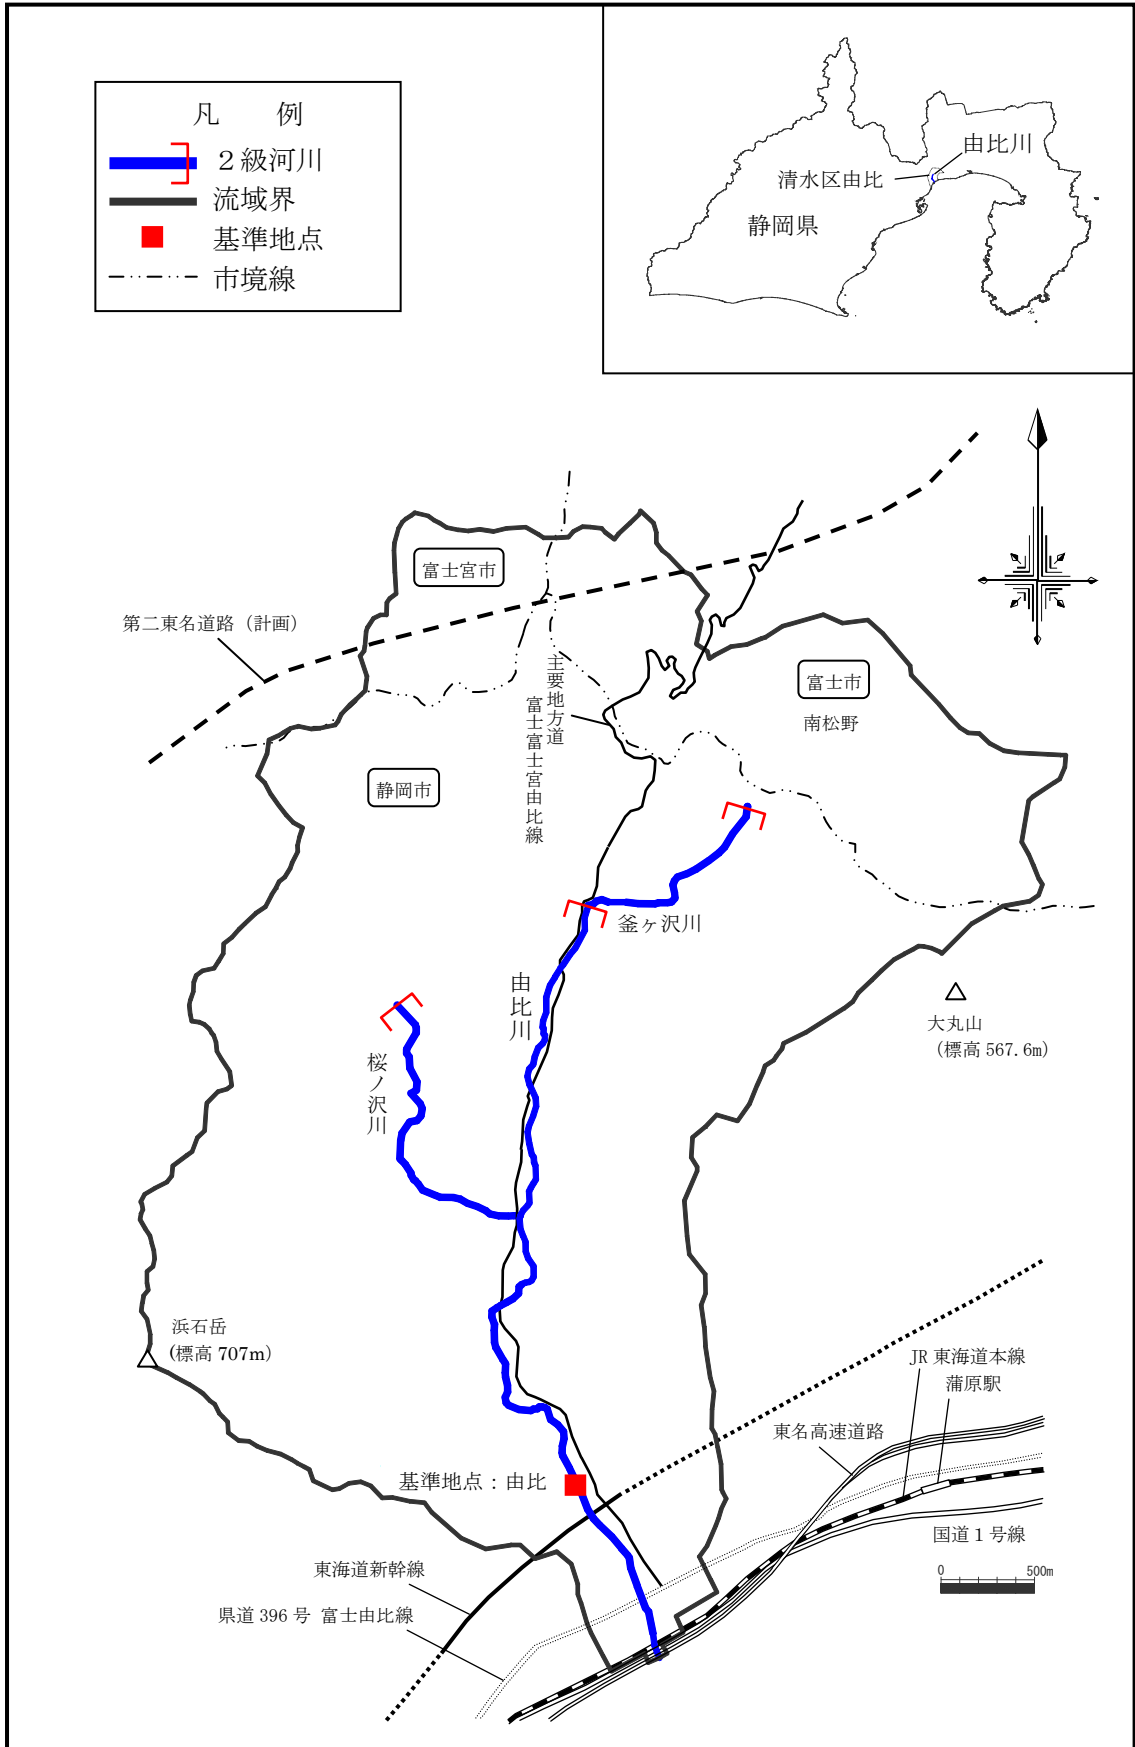 凡　例
２級河川
流域界
基準地点
市境線
由比川
清水区由比
静岡県
富士宮市
第二東名道路（計画）
主要地方道
富士富士宮由比線
富士市
南松野
静岡市
釜ヶ沢川
由比川
桜ノ沢川
大丸山
（標高 567.6m）
浜石岳
（標高 707m）
JR 東海道本線
蒲原駅
東名高速道路
基準地点：由比
国道１号線
0 500m
東海道新幹線
県道 396 号 富士由比線